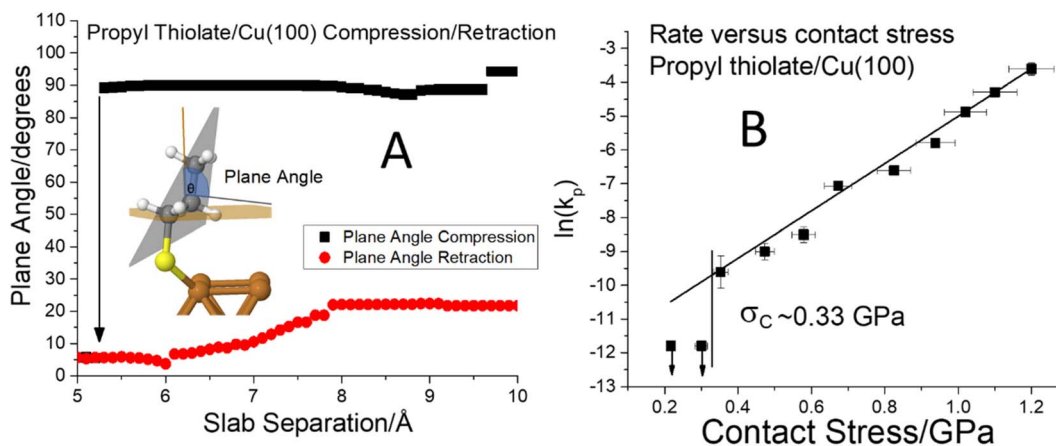 Propyl Thiolate/Cu(100) Compression/Retraction
A
Plane Angle
θ
Plane Angle Compression
Plane Angle Retraction
Plane Angle/degrees
110
100
90
80
70
60
50
40
30
20
10
0
5
6
7
8
9
10
Slab Separation/Å
Rate versus contact stress
Propyl thiolate/Cu(100)
B
σC ~0.33 GPa
ln(kp)
-2
-3
-4
-5
-6
-7
-8
-9
-10
-11
-12
-13
0.2
0.4
0.6
0.8
1.0
1.2
Contact Stress/GPa